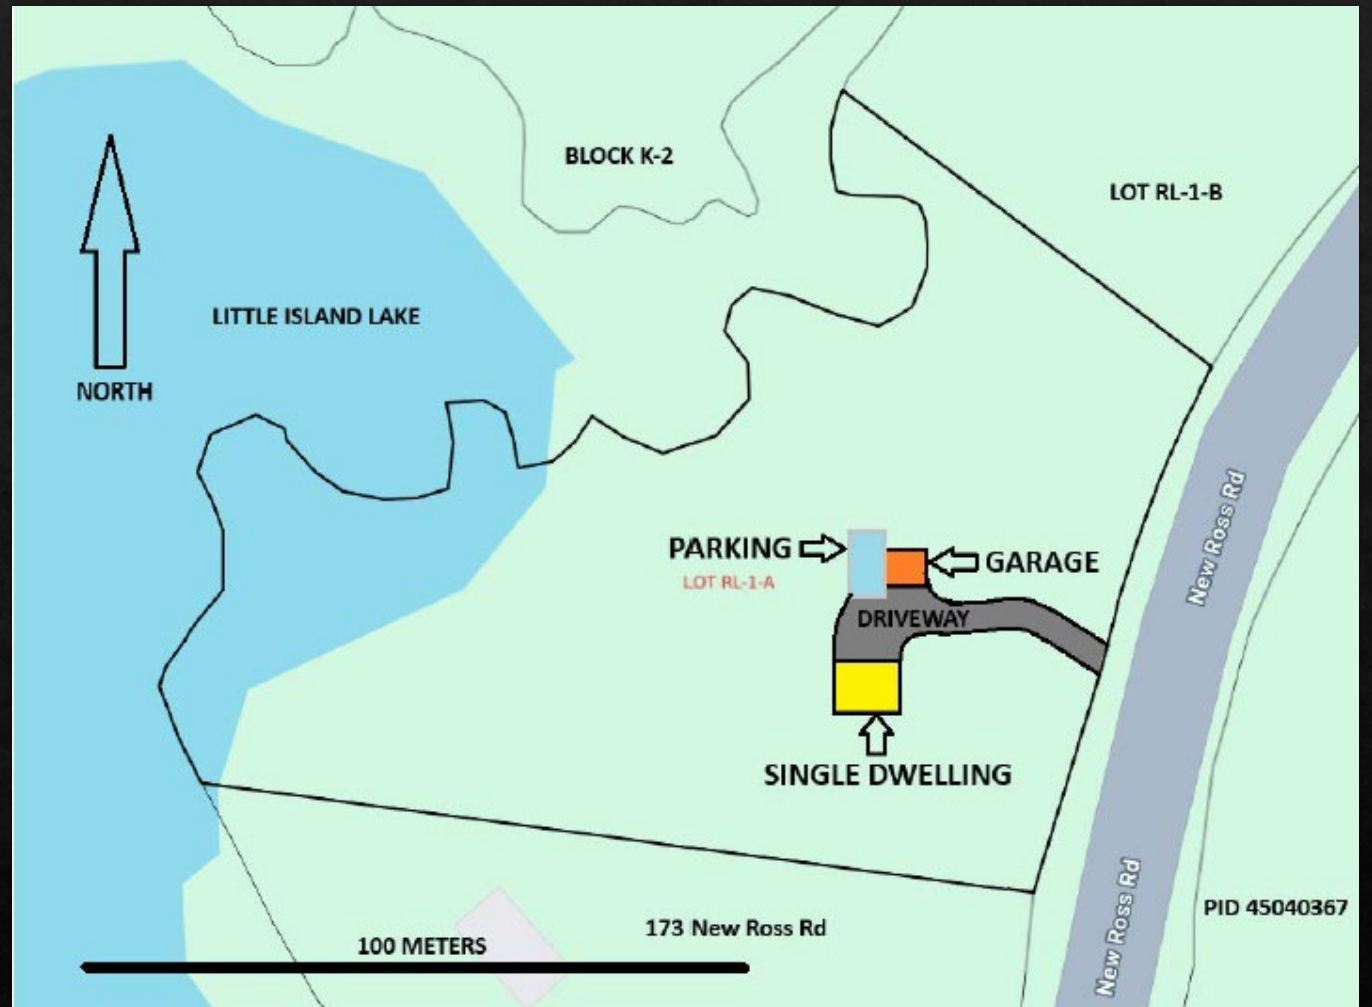 BLOCK K-2
LOT RL-1-B
LITTLE ISLAND LAKE
NORTH
New Ross Rd
PARKING
GARAGE
LOT RL-1-A
DRIVEWAY
SINGLE DWELLING
New Ross Rd
PID 45040367
173 New Ross Rd
100 METERS